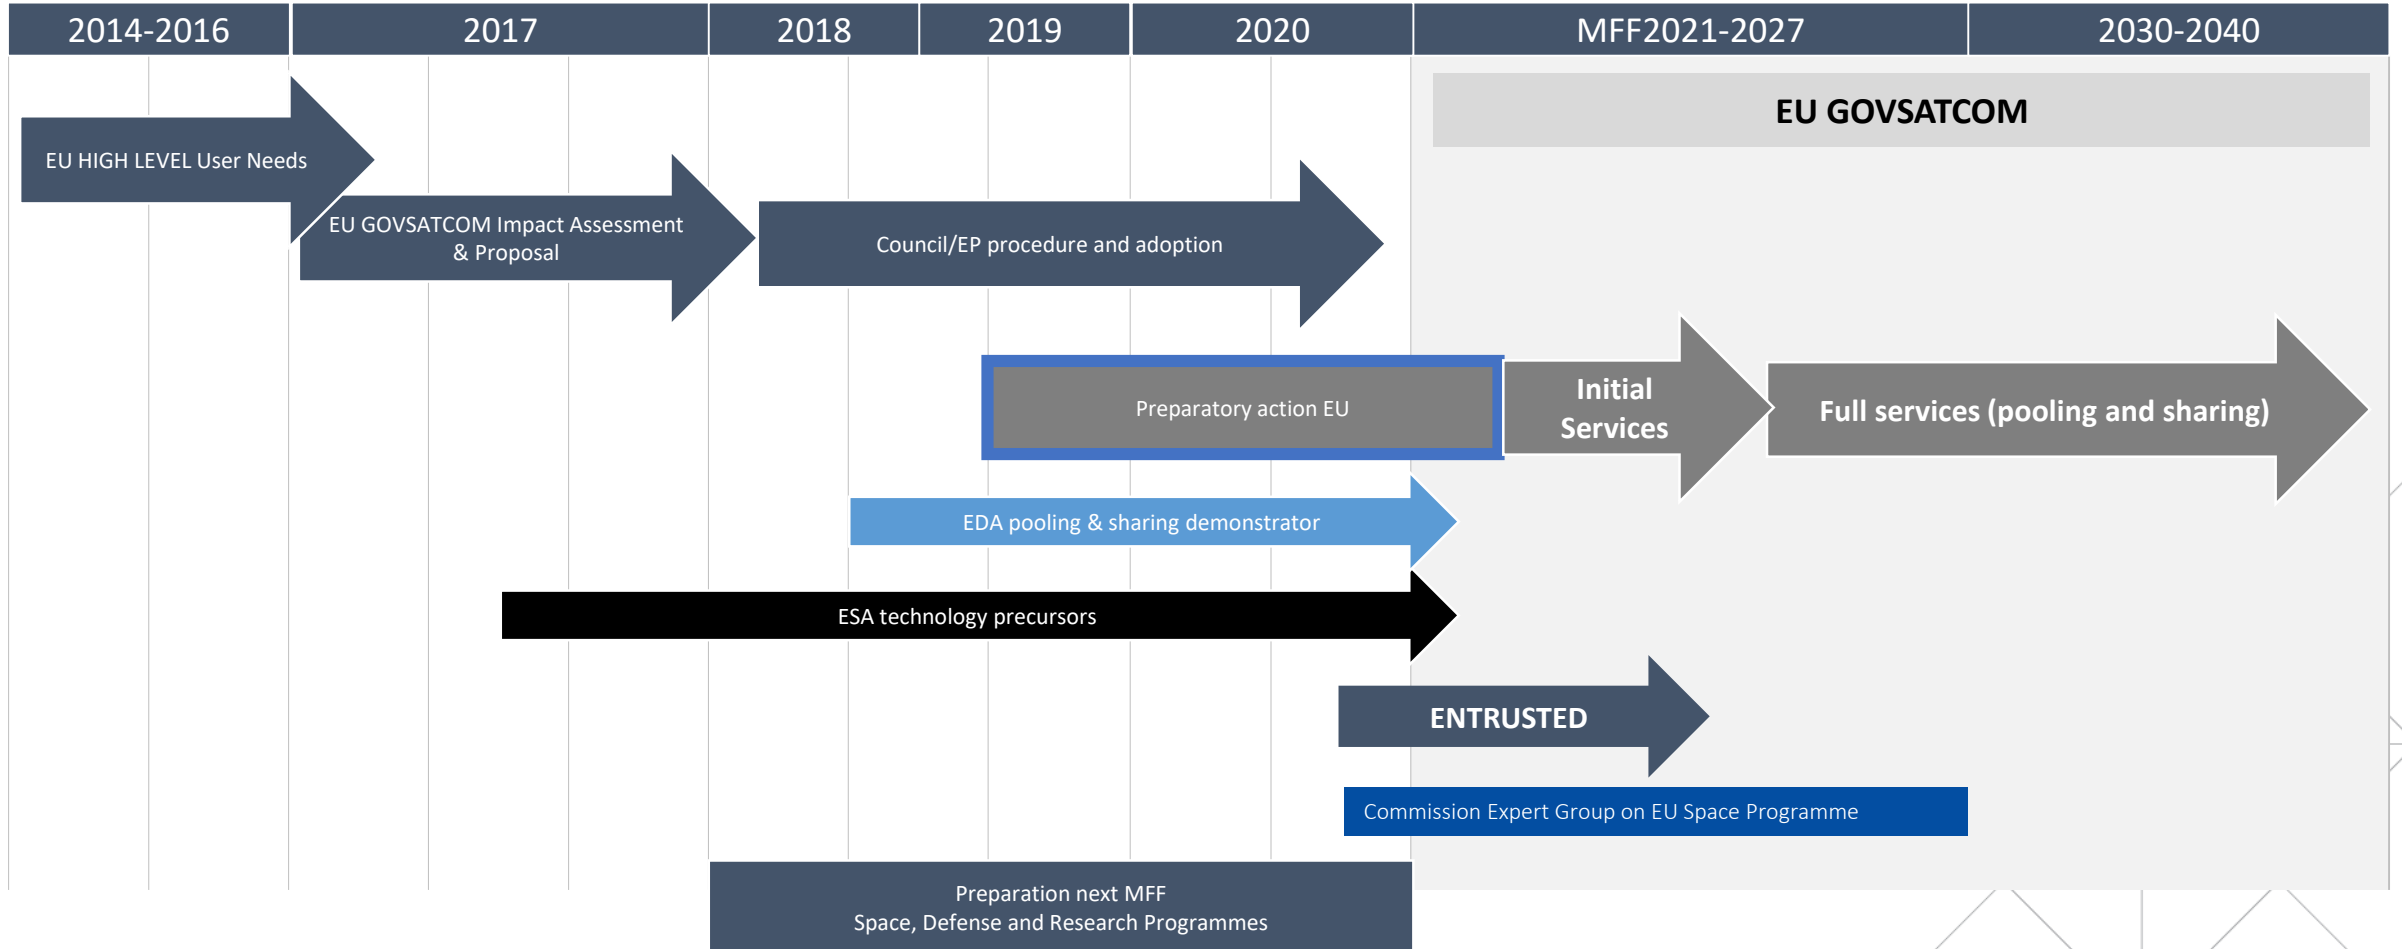 2014-2016
2017
2018
2019
2020
MFF2021-2027
2030-2040
EU GOVSATCOM
EU HIGH LEVEL User Needs
EU GOVSATCOM Impact Assessment
& Proposal
Council/EP procedure and adoption
Preparatory action EU
Initial
Services
Full services (pooling and sharing)
EDA pooling & sharing demonstrator
ESA technology precursors
ENTRUSTED
Commission Expert Group on EU Space Programme
Preparation next MFF
Space, Defense and Research Programmes